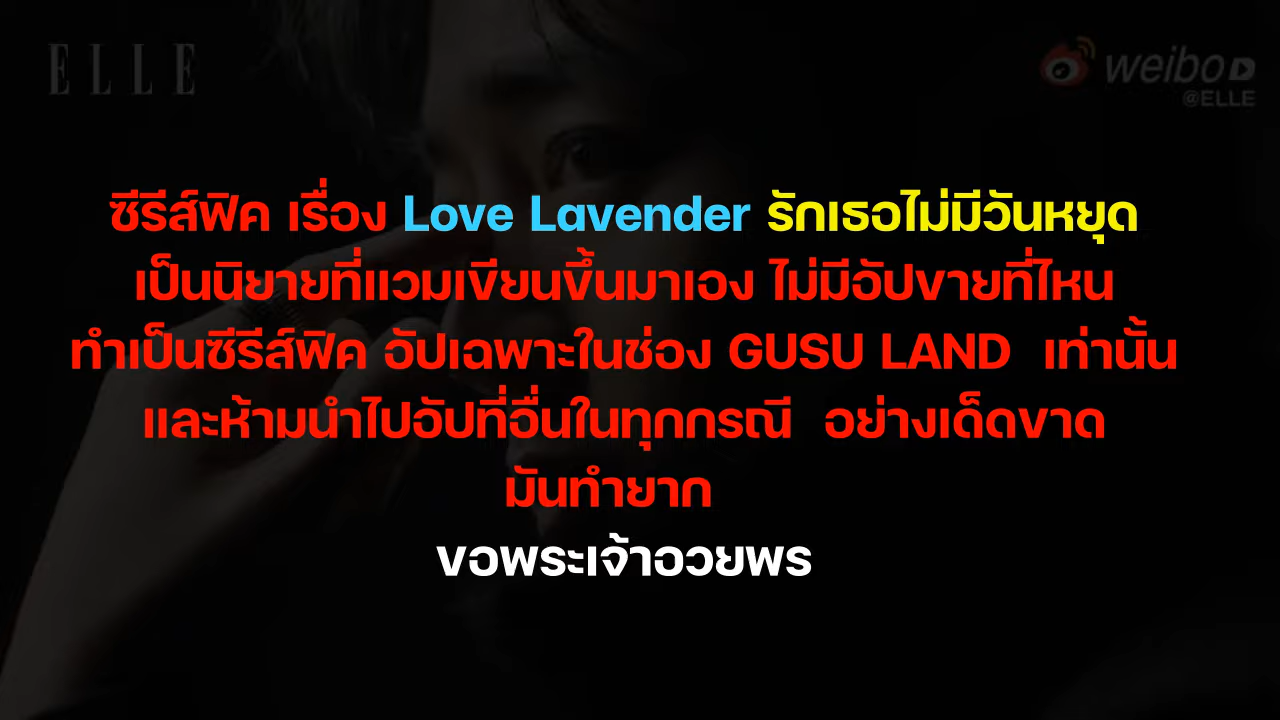 ELLE
weibo
@ELLE
ซีรีส์ฟิค เรื่อง Love Lavender รักเธอไม่มีวันหยุด
เป็นนิยายที่แวมเขียนขึ้นมาเอง ไม่มีอัปขายที่ไหน
ทำเป็นซีรีส์ฟิค อัปเฉพาะในช่อง GUSU LAND เท่านั้น
และห้ามนำไปอัปที่อื่นในทุกกรณี อย่างเด็ดขาด
มันทำยาก
ขอพระเจ้าอวยพร